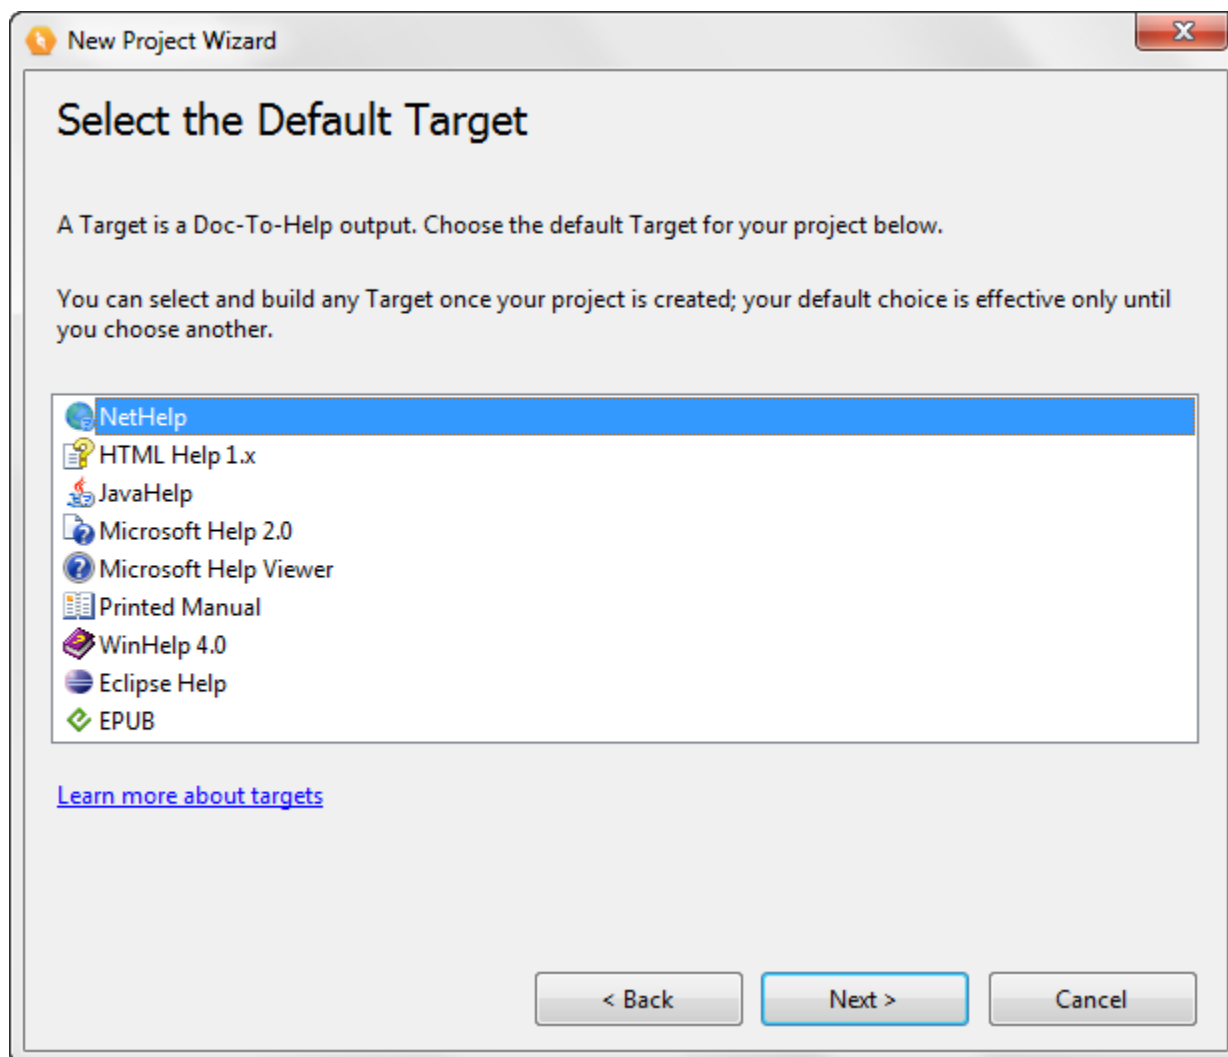 New Project Wizard
Select the Default Target
A Target is a Doc-To-Help output. Choose the default Target for your project below.
You can select and build any Target once your project is created; your default choice is effective only until
you choose another.
NetHelp
HTML Help 1.x
JavaHelp
Microsoft Help 2.0
Microsoft Help Viewer
Printed Manual
WinHelp 4.0
Eclipse Help
EPUB
Learn more about targets
< Back
Next >
Cancel